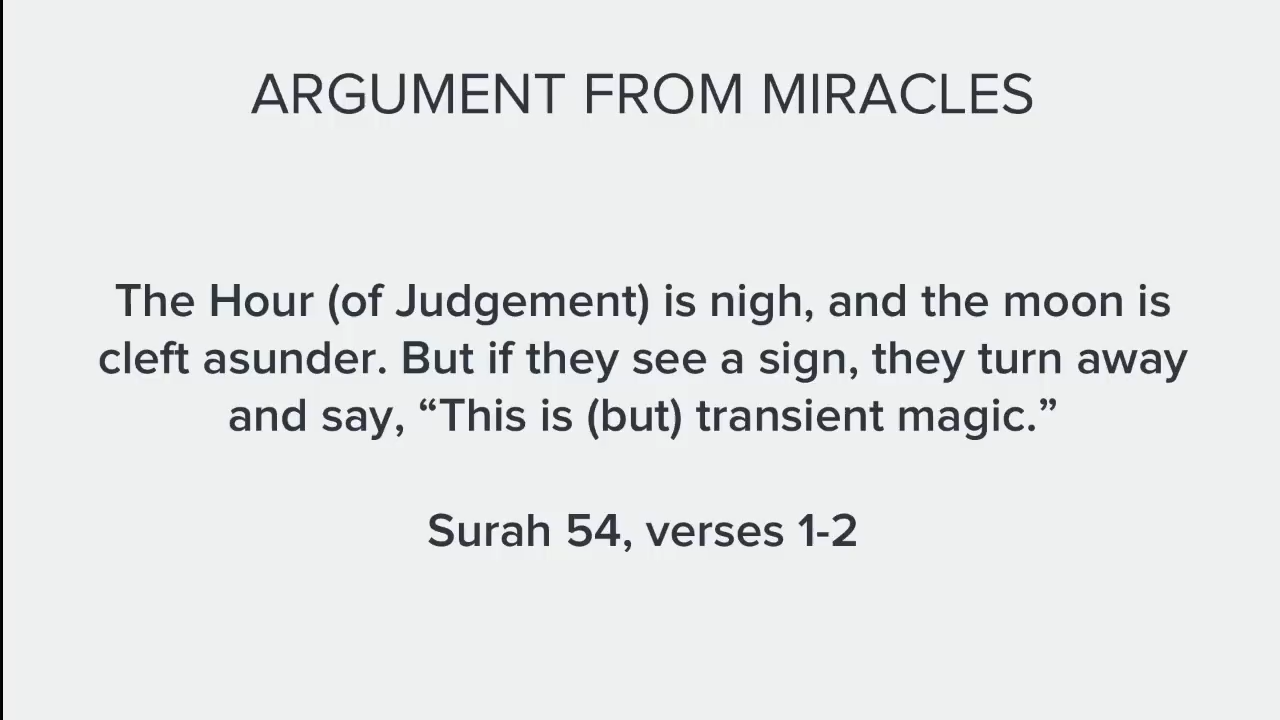 ARGUMENT FROM MIRACLES
The Hour (of Judgement) is nigh, and the moon is
cleft asunder. But if they see a sign, they turn away
and say, “This is (but) transient magic.”
Surah 54, verses 1-2